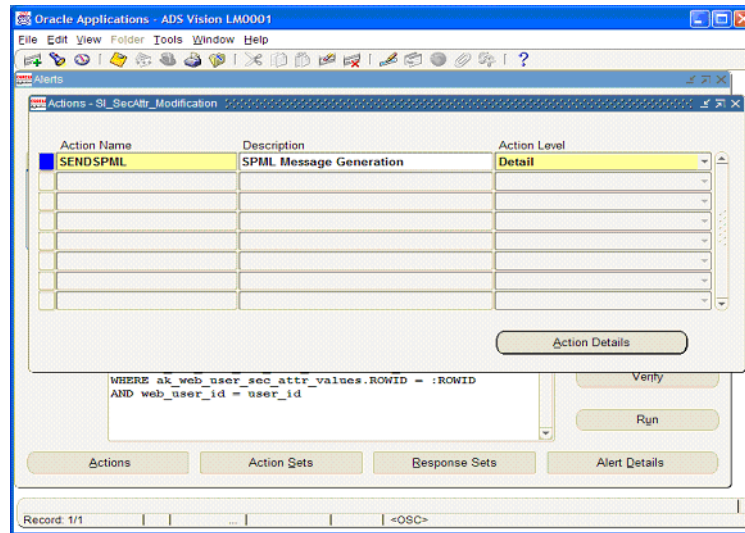 Oracle Applications - ADS Vision LM0001
File Edit View Folder Tools Window Help
Alerts
Actions - SI_SecAttr_Modification
Action Name Description Action Level
SENDSPML SPML Message Generation Detail
Action Details
WHERE ak_web_user_sec_attr_values.ROWID = :ROWID
AND web_user_id = user_id
Verify
Run
Actions Action Sets Response Sets Alert Details
Record: 1/1 ... <OSC>